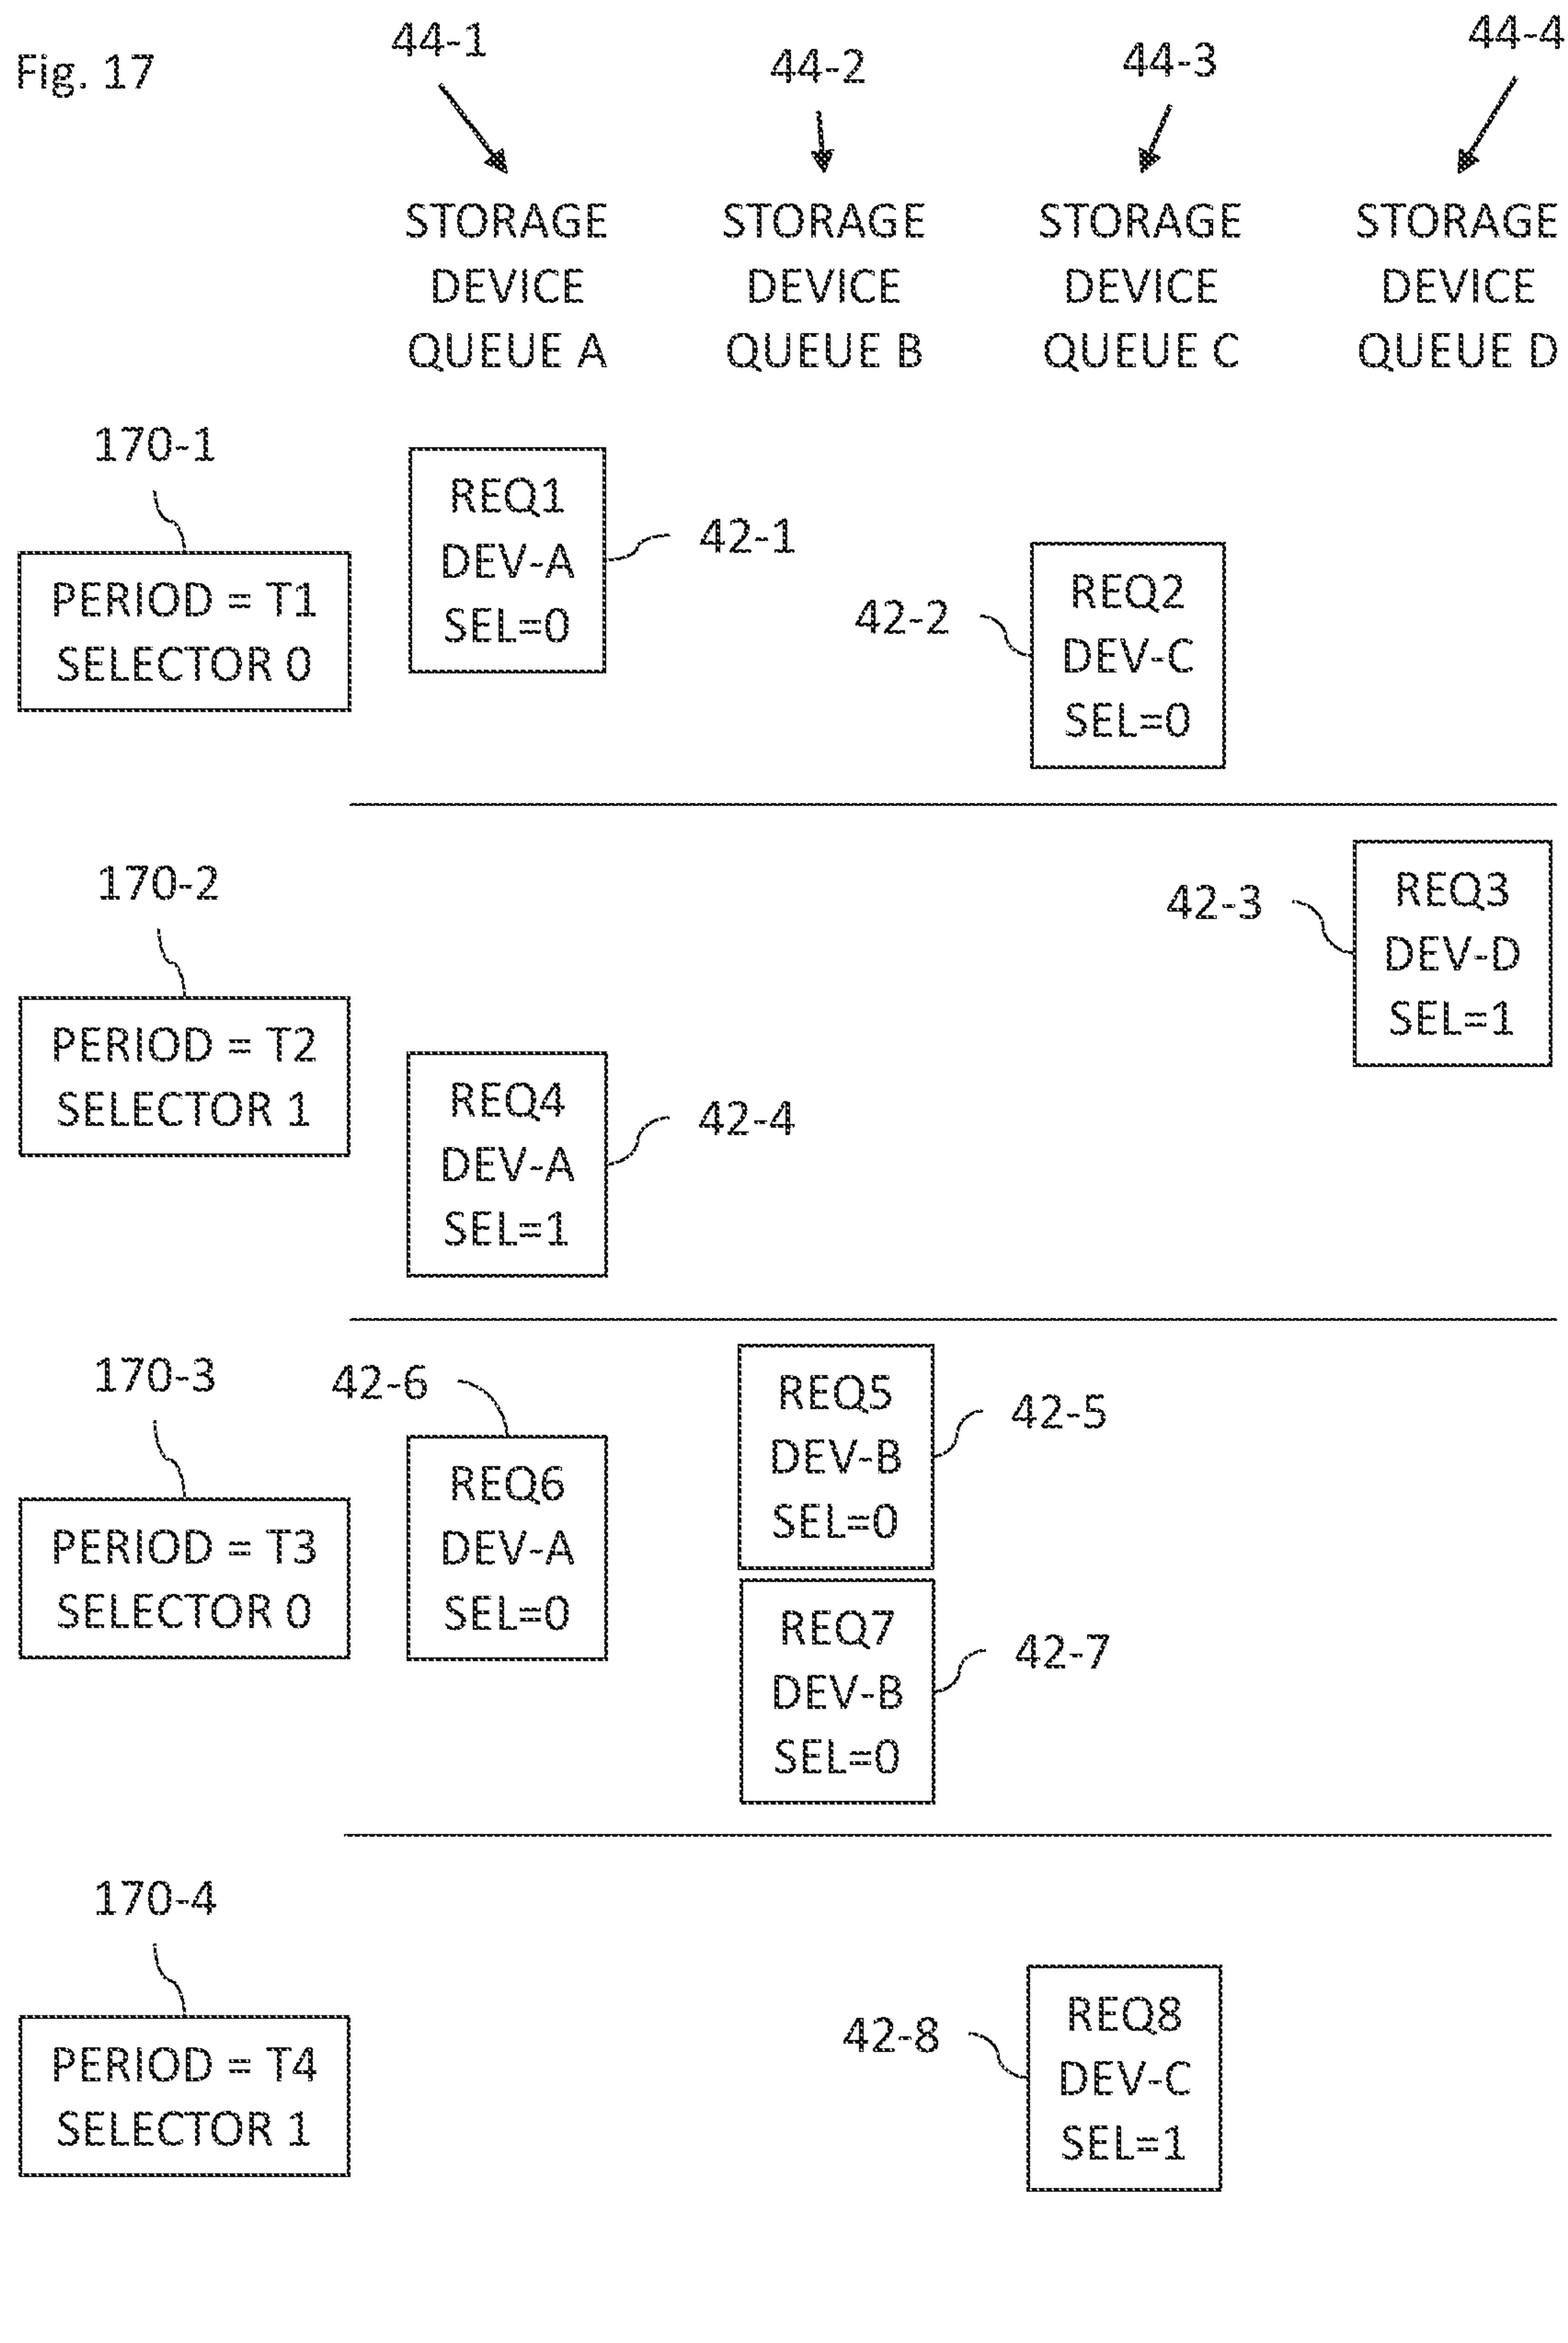 Fig. 17
44-1
44-2
44-3
44-4
STORAGE
DEVICE
QUEUE A
STORAGE
DEVICE
QUEUE B
STORAGE
DEVICE
QUEUE C
STORAGE
DEVICE
QUEUE D
170-1
PERIOD = T1
SELECTOR 0
REQ1
DEV-A
SEL=0
42-1
42-2
REQ2
DEV-C
SEL=0
170-2
PERIOD = T2
SELECTOR 1
42-3
REQ3
DEV-D
SEL=1
REQ4
DEV-A
SEL=1
42-4
170-3
PERIOD = T3
SELECTOR 0
42-6
REQ6
DEV-A
SEL=0
REQ5
DEV-B
SEL=0
42-5
REQ7
DEV-B
SEL=0
42-7
170-4
PERIOD = T4
SELECTOR 1
42-8
REQ8
DEV-C
SEL=1